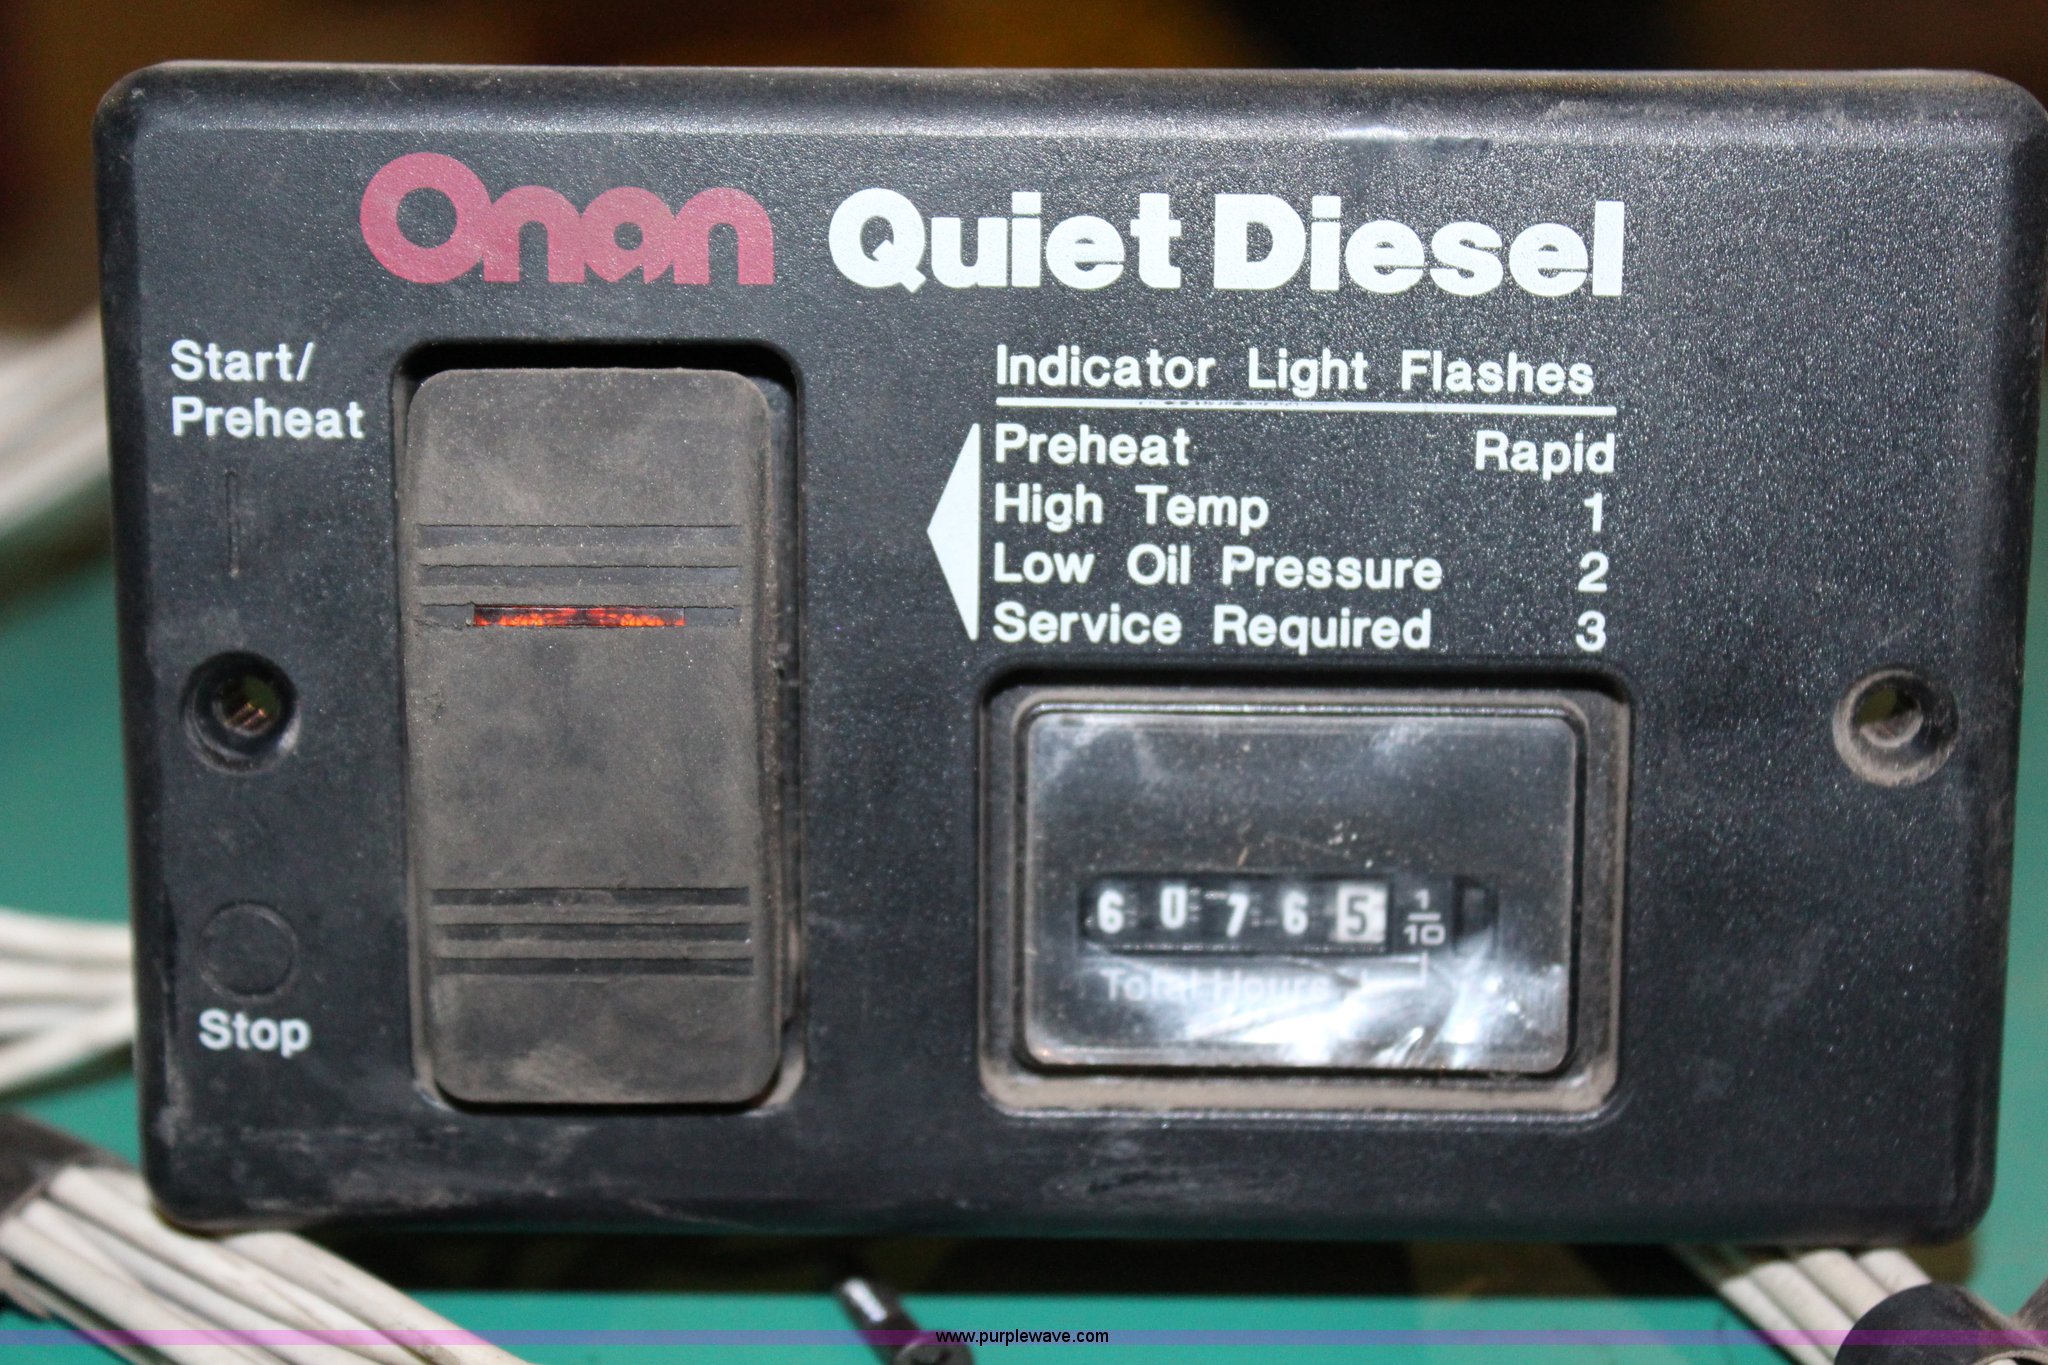 Onan Quiet Diesel
Start/
Preheat
Indicator Light Flashes
Preheat Rapid
High Temp 1
Low Oil Pressure 2
Service Required 3
6 0 7 6 5 1/10
Total Hours
Stop
www.purplewave.com